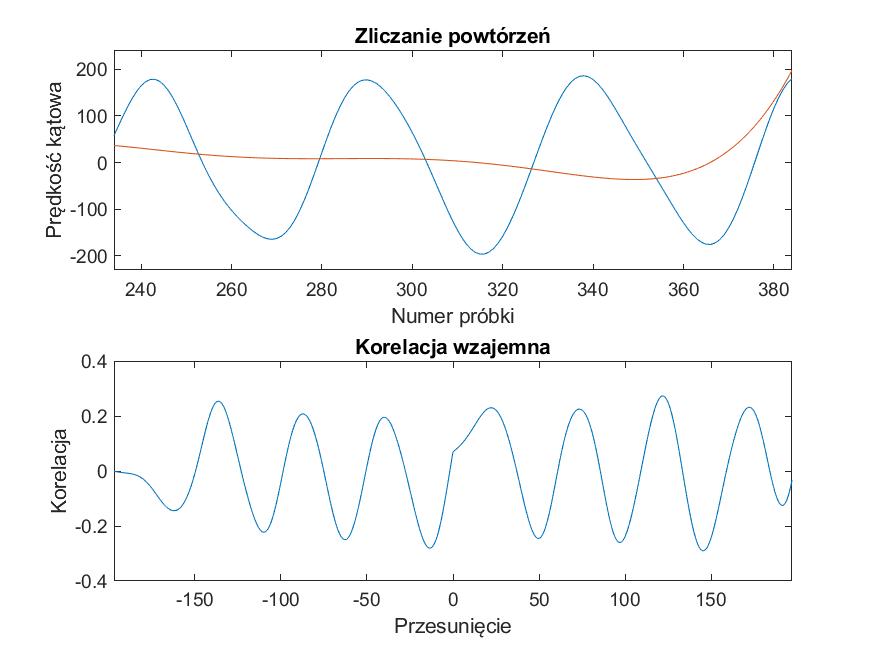 Zliczanie powtórzeń
Prędkość kątowa
200
100
0
-100
-200
240 260 280 300 320 340 360 380
Numer próbki
Korelacja wzajemna
Korelacja
0.4
0.2
0
-0.2
-0.4
-150 -100 -50 0 50 100 150
Przesunięcie